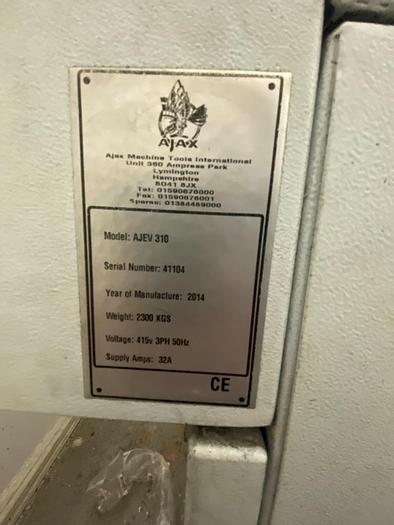 AJAX
Ajax Machine Tools International
Unit 360 Ampress Park
Lymington
Hampshire
SO41 8JX
Tel: 01590676000
Fax: 01590676001
Spares: 01384469000
Model: AJEV 310
Serial Number: 41104
Year of Manufacture: 2014
Weight: 2300 KGS
Voltage: 415v 3PH 50Hz
Supply Amps: 32A
CE